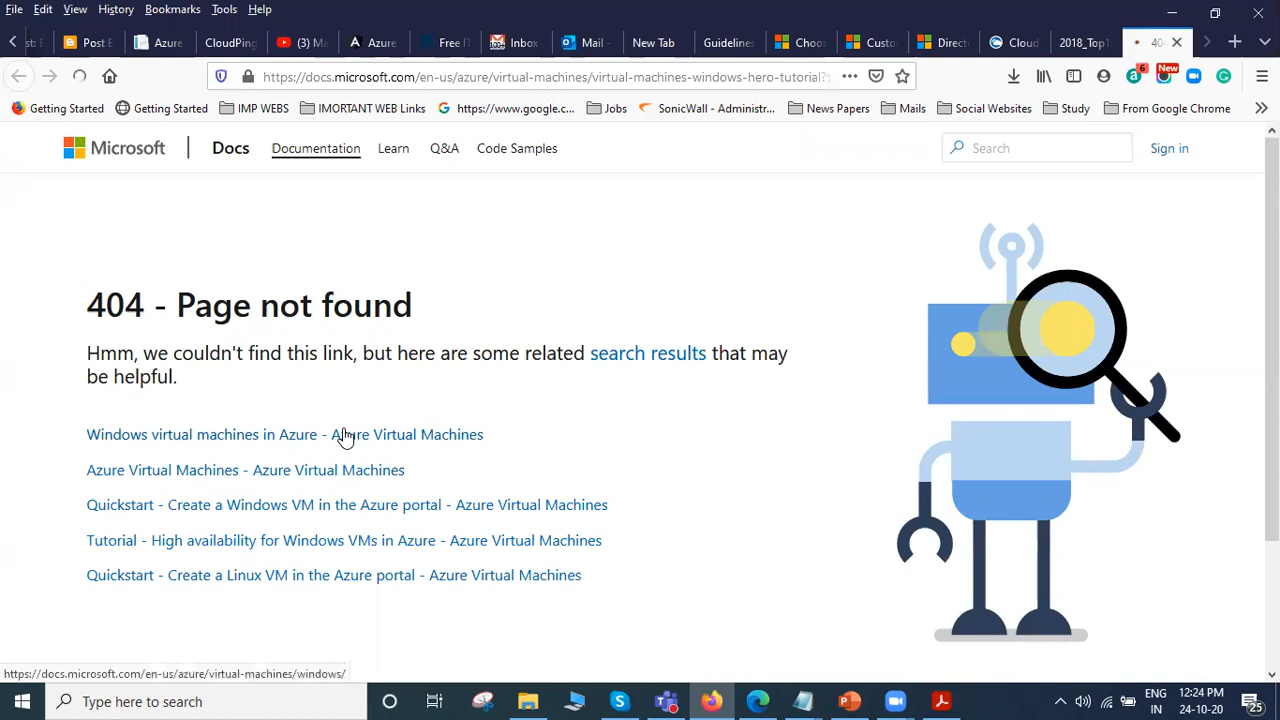 File Edit View History Bookmarks Tools Help
Post E
Azure
CloudPing
(3) Ma
Azure
Free
Inbox
Mail -
New Tab
Guidelines
Choos
Custo
Direct
Cloud
2018_Top1
404
https://docs.microsoft.com/en-us/azure/virtual-machines/virtual-machines-windows-hero-tutorial?
6
New
Getting Started
Getting Started
IMP WEBS
IMORTANT WEB Links
https://www.google.c...
Jobs
SonicWall - Administr...
News Papers
Mails
Social Websites
Study
From Google Chrome
Microsoft
Docs
Documentation
Learn
Q&A
Code Samples
Search
Sign in
404 - Page not found
Hmm, we couldn't find this link, but here are some related search results that may
be helpful.
Windows virtual machines in Azure - Azure Virtual Machines
Azure Virtual Machines - Azure Virtual Machines
Quickstart - Create a Windows VM in the Azure portal - Azure Virtual Machines
Tutorial - High availability for Windows VMs in Azure - Azure Virtual Machines
Quickstart - Create a Linux VM in the Azure portal - Azure Virtual Machines
https://docs.microsoft.com/en-us/azure/virtual-machines/windows/
Type here to search
ENG
IN
12:24 PM
24-10-20
25